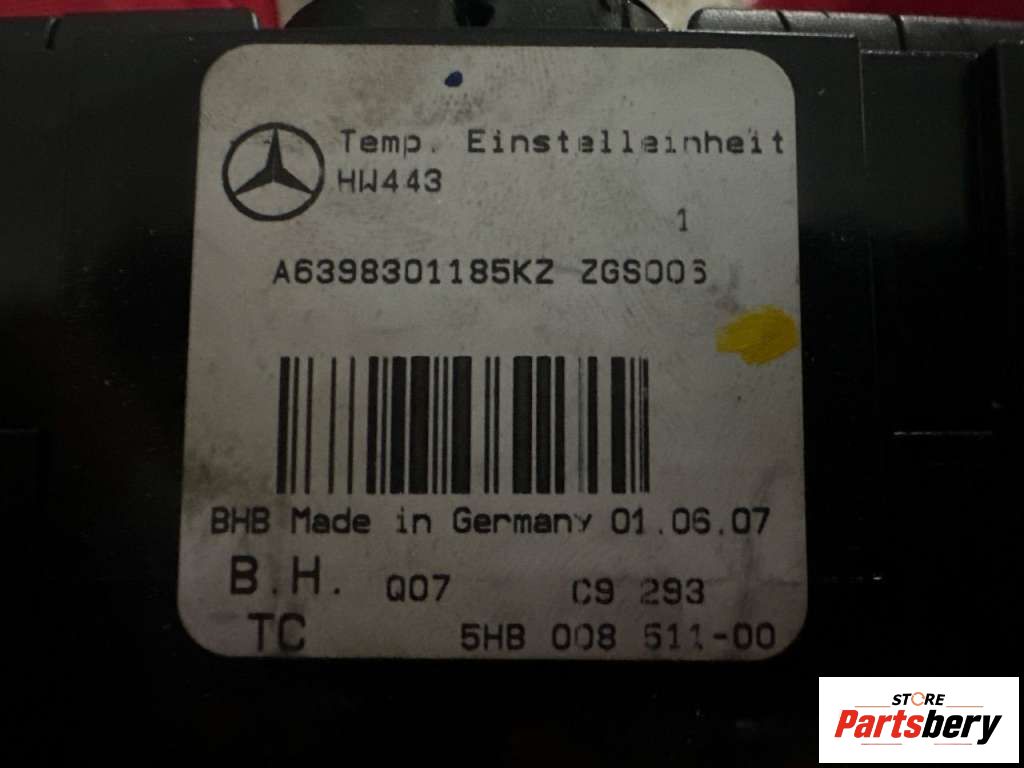 Temp. Einstelleinheit
HW443
1
A6398301185KZ ZGS006
BHB Made in Germany 01.06.07
B.H. Q07 C9 293
TC 5HB 008 611-00
STORE
Partsbery